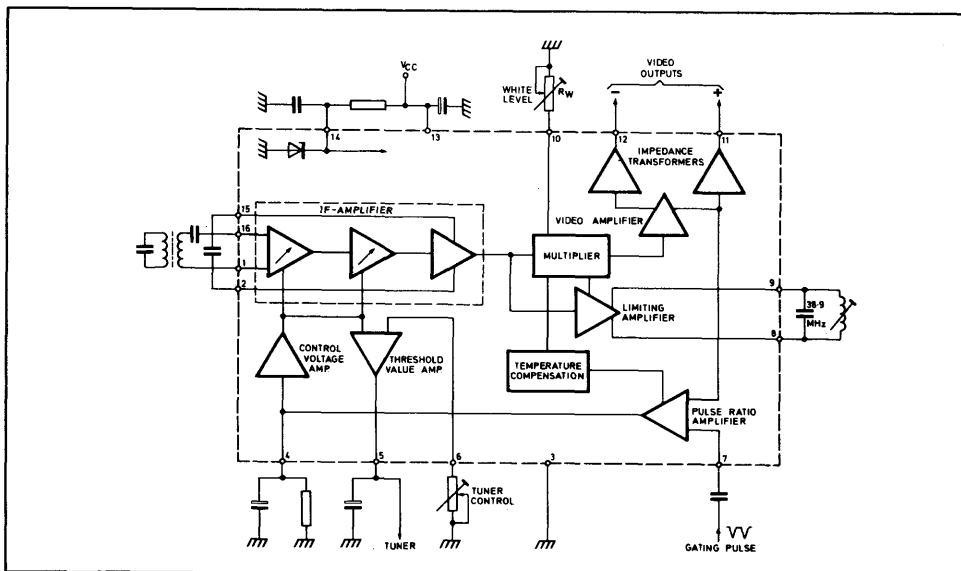 VIDEO
OUTPUTS
VCC
WHITE
LEVEL
RW
−
+
14
13
10
12
11
IMPEDANCE
TRANSFORMERS
IF-AMPLIFIER
15
16
1
2
VIDEO AMPLIFIER
MULTIPLIER
9
38·9
MHz
8
LIMITING
AMPLIFIER
CONTROL
VOLTAGE
AMP.
THRESHOLD
VALUE AMP.
TEMPERATURE
COMPENSATION
PULSE RATIO
AMPLIFIER
4
5
6
3
7
TUNER
CONTROL
TUNER
GATING PULSE